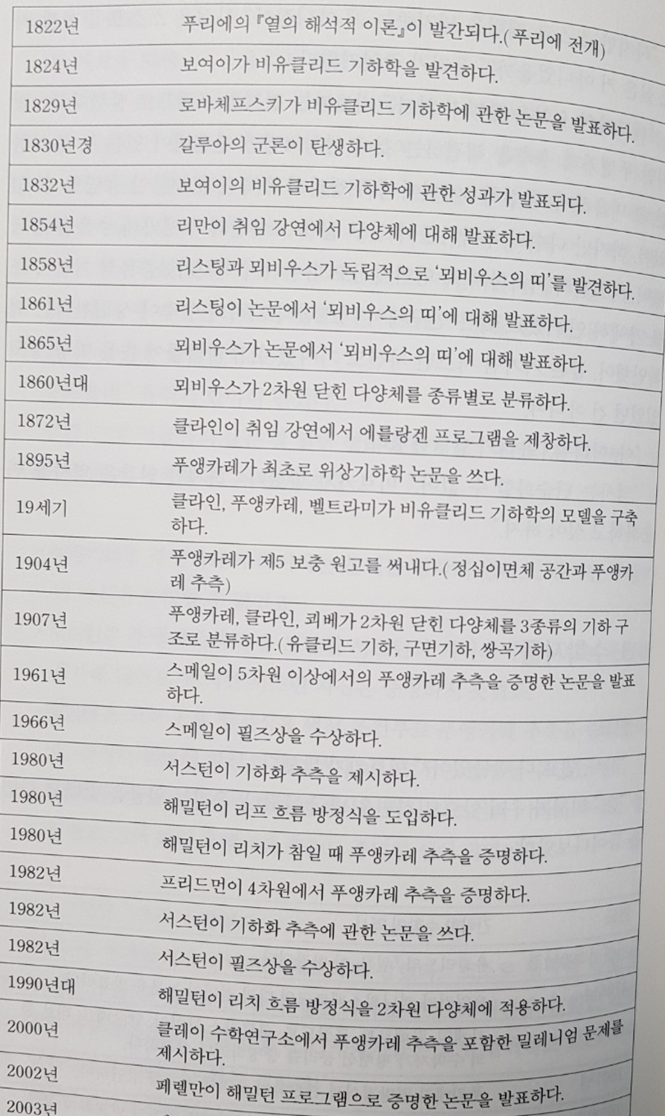 1822년 푸리에의 『열의 해석적 이론』이 발간되다.(푸리에 전개)
1824년 보여이가 비유클리드 기하학을 발견하다.
1829년 로바체프스키가 비유클리드 기하학에 관한 논문을 발표하다.
1830년경 갈루아의 군론이 탄생하다.
1832년 보여이의 비유클리드 기하학에 관한 성과가 발표되다.
1854년 리만이 취임 강연에서 다양체에 대해 발표하다.
1858년 리스팅과 뫼비우스가 독립적으로 ‘뫼비우스의 띠’를 발견하다.
1861년 리스팅이 논문에서 ‘뫼비우스의 띠’에 대해 발표하다.
1865년 뫼비우스가 논문에서 ‘뫼비우스의 띠’에 대해 발표하다.
1860년대 뫼비우스가 2차원 닫힌 다양체를 종류별로 분류하다.
1872년 클라인이 취임 강연에서 에를랑겐 프로그램을 제창하다.
1895년 푸앵카레가 최초로 위상기하학 논문을 쓰다.
19세기 클라인, 푸앵카레, 벨트라미가 비유클리드 기하학의 모델을 구축
하다.
1904년 푸앵카레가 제5 보충 원고를 써내다.(정십이면체 공간과 푸앵카
레 추측)
1907년 푸앵카레, 클라인, 쾨베가 2차원 닫힌 다양체를 3종류의 기하 구
조로 분류하다.(유클리드 기하, 구면기하, 쌍곡기하)
1961년 스메일이 5차원 이상에서의 푸앵카레 추측을 증명한 논문을 발표
하다.
1966년 스메일이 필즈상을 수상하다.
1980년 서스턴이 기하화 추측을 제시하다.
1980년 해밀턴이 리프 흐름 방정식을 도입하다.
1980년 해밀턴이 리치가 참일 때 푸앵카레 추측을 증명하다.
1982년 프리드먼이 4차원에서 푸앵카레 추측을 증명하다.
1982년 서스턴이 기하화 추측에 관한 논문을 쓰다.
1982년 서스턴이 필즈상을 수상하다.
1990년대 해밀턴이 리치 흐름 방정식을 2차원 다양체에 적용하다.
2000년 클레이 수학연구소에서 푸앵카레 추측을 포함한 밀레니엄 문제를
제시하다.
2002년 페렐만이 해밀턴 프로그램으로 증명한 논문을 발표하다.
2003년